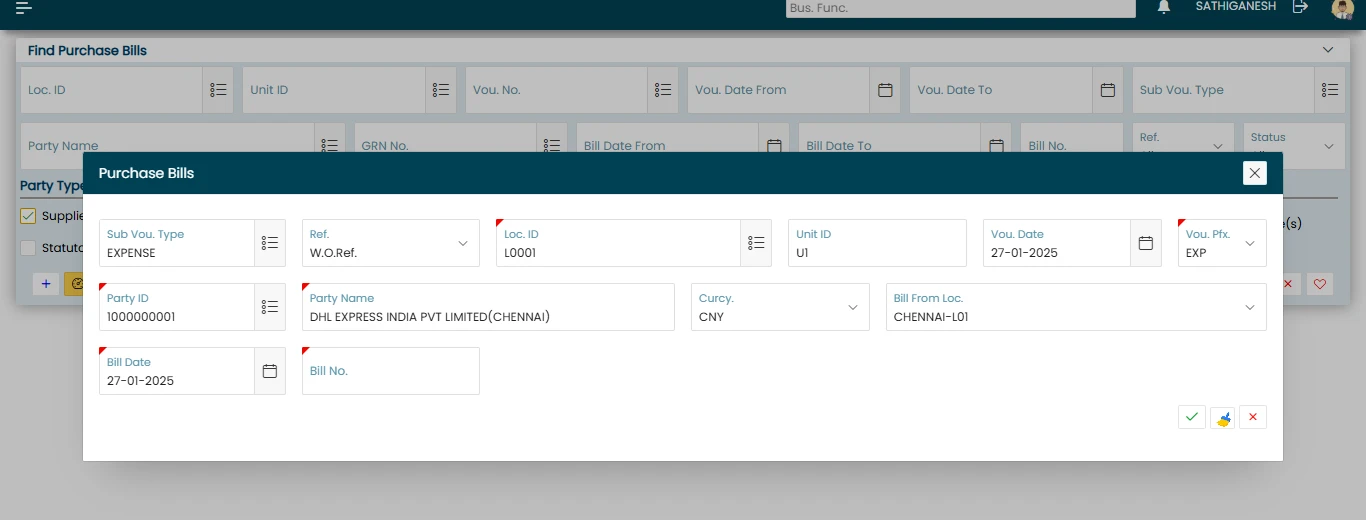 Bus. Func.
SATHIGANESH
Find Purchase Bills
Loc. ID
Unit ID
Vou. No.
Vou. Date From
Vou. Date To
Sub Vou. Type
Party Name
GRN No.
Bill Date From
Bill Date To
Bill No.
Ref.
Status
Party Type
Purchase Bills
Sub Vou. Type
EXPENSE
Ref.
W.O.Ref.
Loc. ID
L0001
Unit ID
U1
Vou. Date
27-01-2025
Vou. Pfx.
EXP
Party ID
1000000001
Party Name
DHL EXPRESS INDIA PVT LIMITED(CHENNAI)
Curcy.
CNY
Bill From Loc.
CHENNAI-L01
Bill Date
27-01-2025
Bill No.